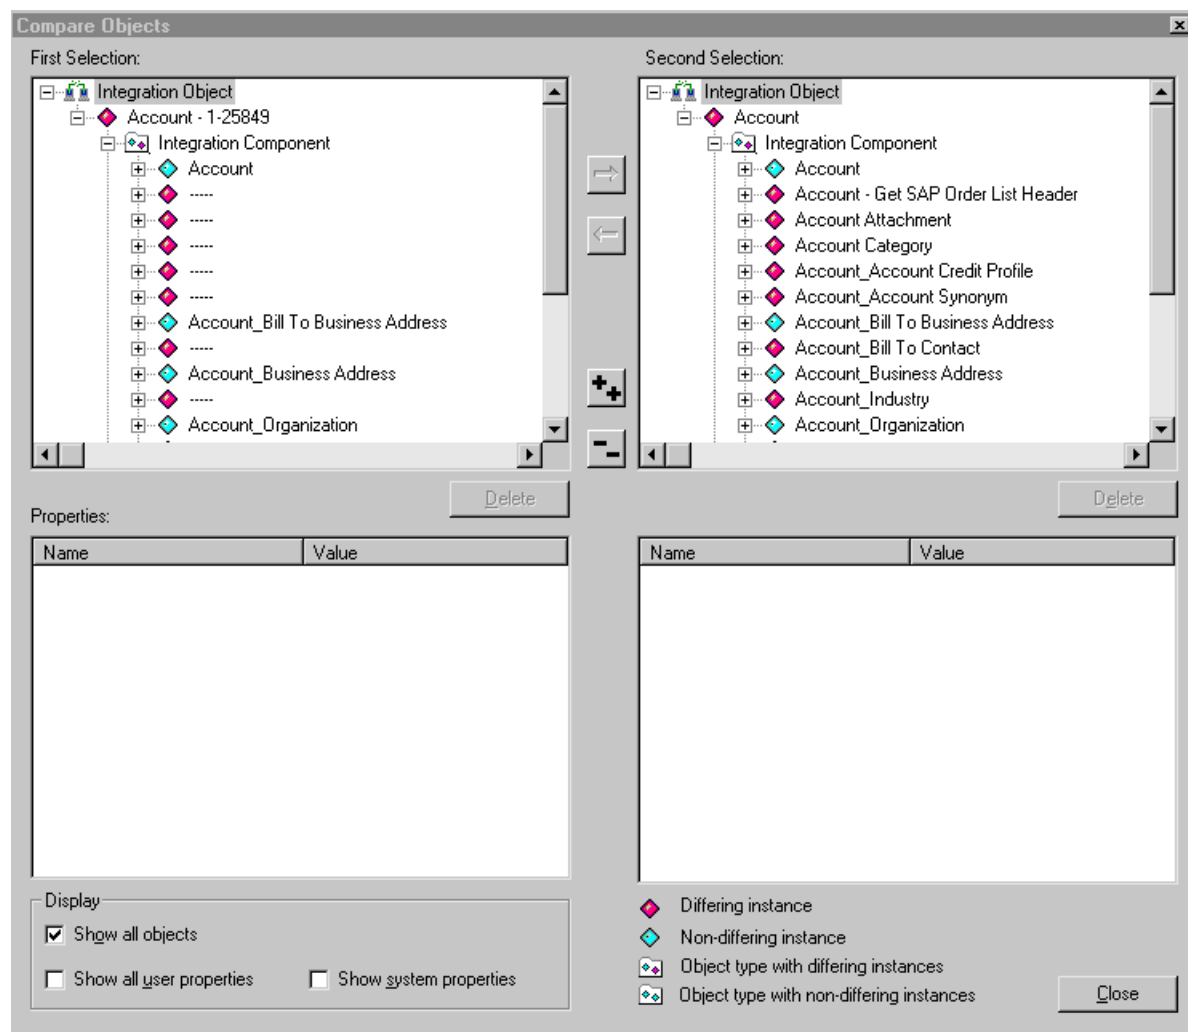 Compare Objects
First Selection:
Second Selection:
Integration Object
Account - 1-25849
Integration Component
Account
-----
-----
-----
-----
-----
Account_Bill To Business Address
-----
Account_Business Address
-----
Account_Organization
Integration Object
Account
Integration Component
Account
Account - Get SAP Order List Header
Account Attachment
Account Category
Account_Account Credit Profile
Account_Account Synonym
Account_Bill To Business Address
Account_Bill To Contact
Account_Business Address
Account_Industry
Account_Organization
Delete
Delete
Properties:
Name Value
Name Value
Display
Show all objects
Show all user properties Show system properties
Differing instance
Non-differing instance
Object type with differing instances
Object type with non-differing instances
Close